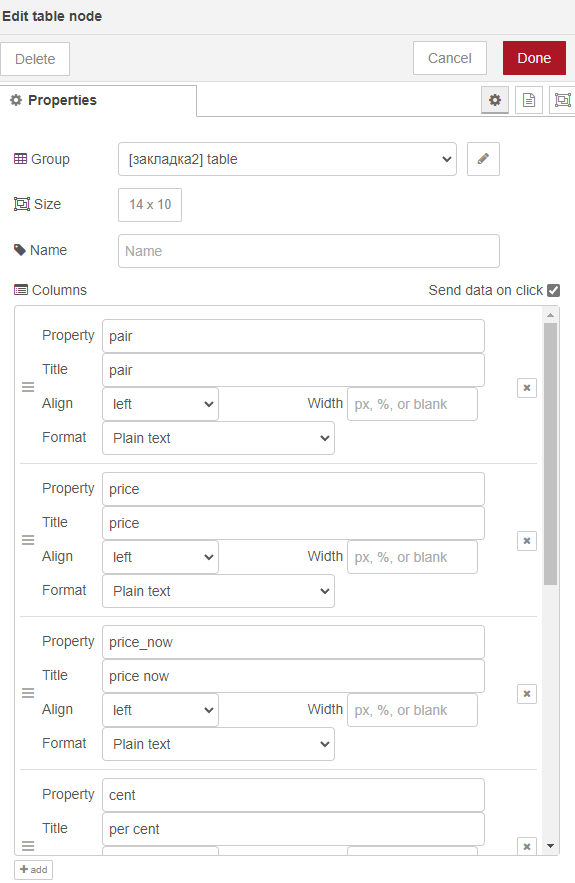 Edit table node
Delete
Cancel
Done
Properties
Group
[закладка2] table
Size
14 x 10
Name
Name
Columns
Send data on click
Property
pair
Title
pair
Align
left
Width
px, %, or blank
Format
Plain text
Property
price
Title
price
Align
left
Width
px, %, or blank
Format
Plain text
Property
price_now
Title
price now
Align
left
Width
px, %, or blank
Format
Plain text
Property
cent
Title
per cent
add